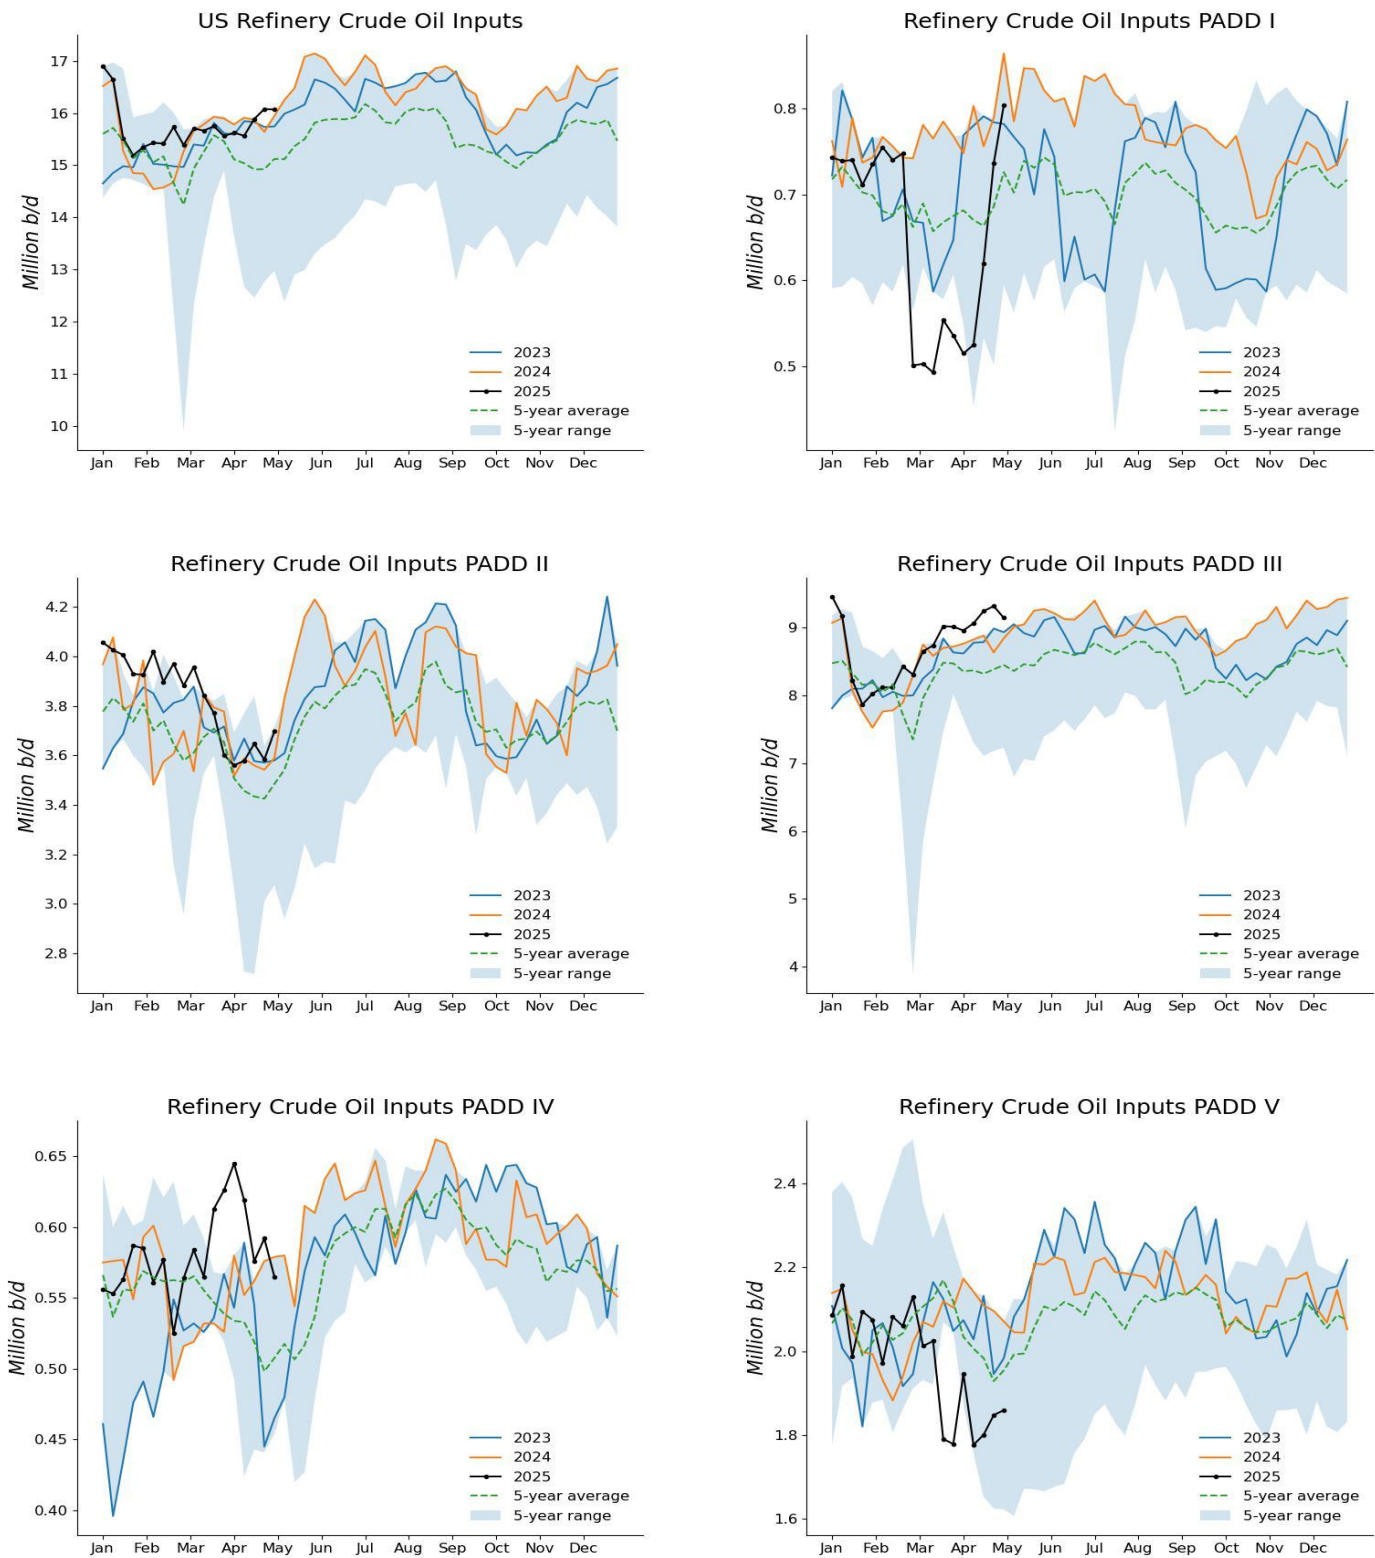 US Refinery Crude Oil Inputs
Million b/d
17
16
15
14
13
12
11
10
Jan Feb Mar Apr May Jun Jul Aug Sep Oct Nov Dec
2023
2024
2025
5-year average
5-year range
Refinery Crude Oil Inputs PADD I
Million b/d
0.8
0.7
0.6
0.5
Jan Feb Mar Apr May Jun Jul Aug Sep Oct Nov Dec
2023
2024
2025
5-year average
5-year range
Refinery Crude Oil Inputs PADD II
Million b/d
4.2
4.0
3.8
3.6
3.4
3.2
3.0
2.8
Jan Feb Mar Apr May Jun Jul Aug Sep Oct Nov Dec
2023
2024
2025
5-year average
5-year range
Refinery Crude Oil Inputs PADD III
Million b/d
9
8
7
6
5
4
Jan Feb Mar Apr May Jun Jul Aug Sep Oct Nov Dec
2023
2024
2025
5-year average
5-year range
Refinery Crude Oil Inputs PADD IV
Million b/d
0.65
0.60
0.55
0.50
0.45
0.40
Jan Feb Mar Apr May Jun Jul Aug Sep Oct Nov Dec
2023
2024
2025
5-year average
5-year range
Refinery Crude Oil Inputs PADD V
Million b/d
2.4
2.2
2.0
1.8
1.6
Jan Feb Mar Apr May Jun Jul Aug Sep Oct Nov Dec
2023
2024
2025
5-year average
5-year range